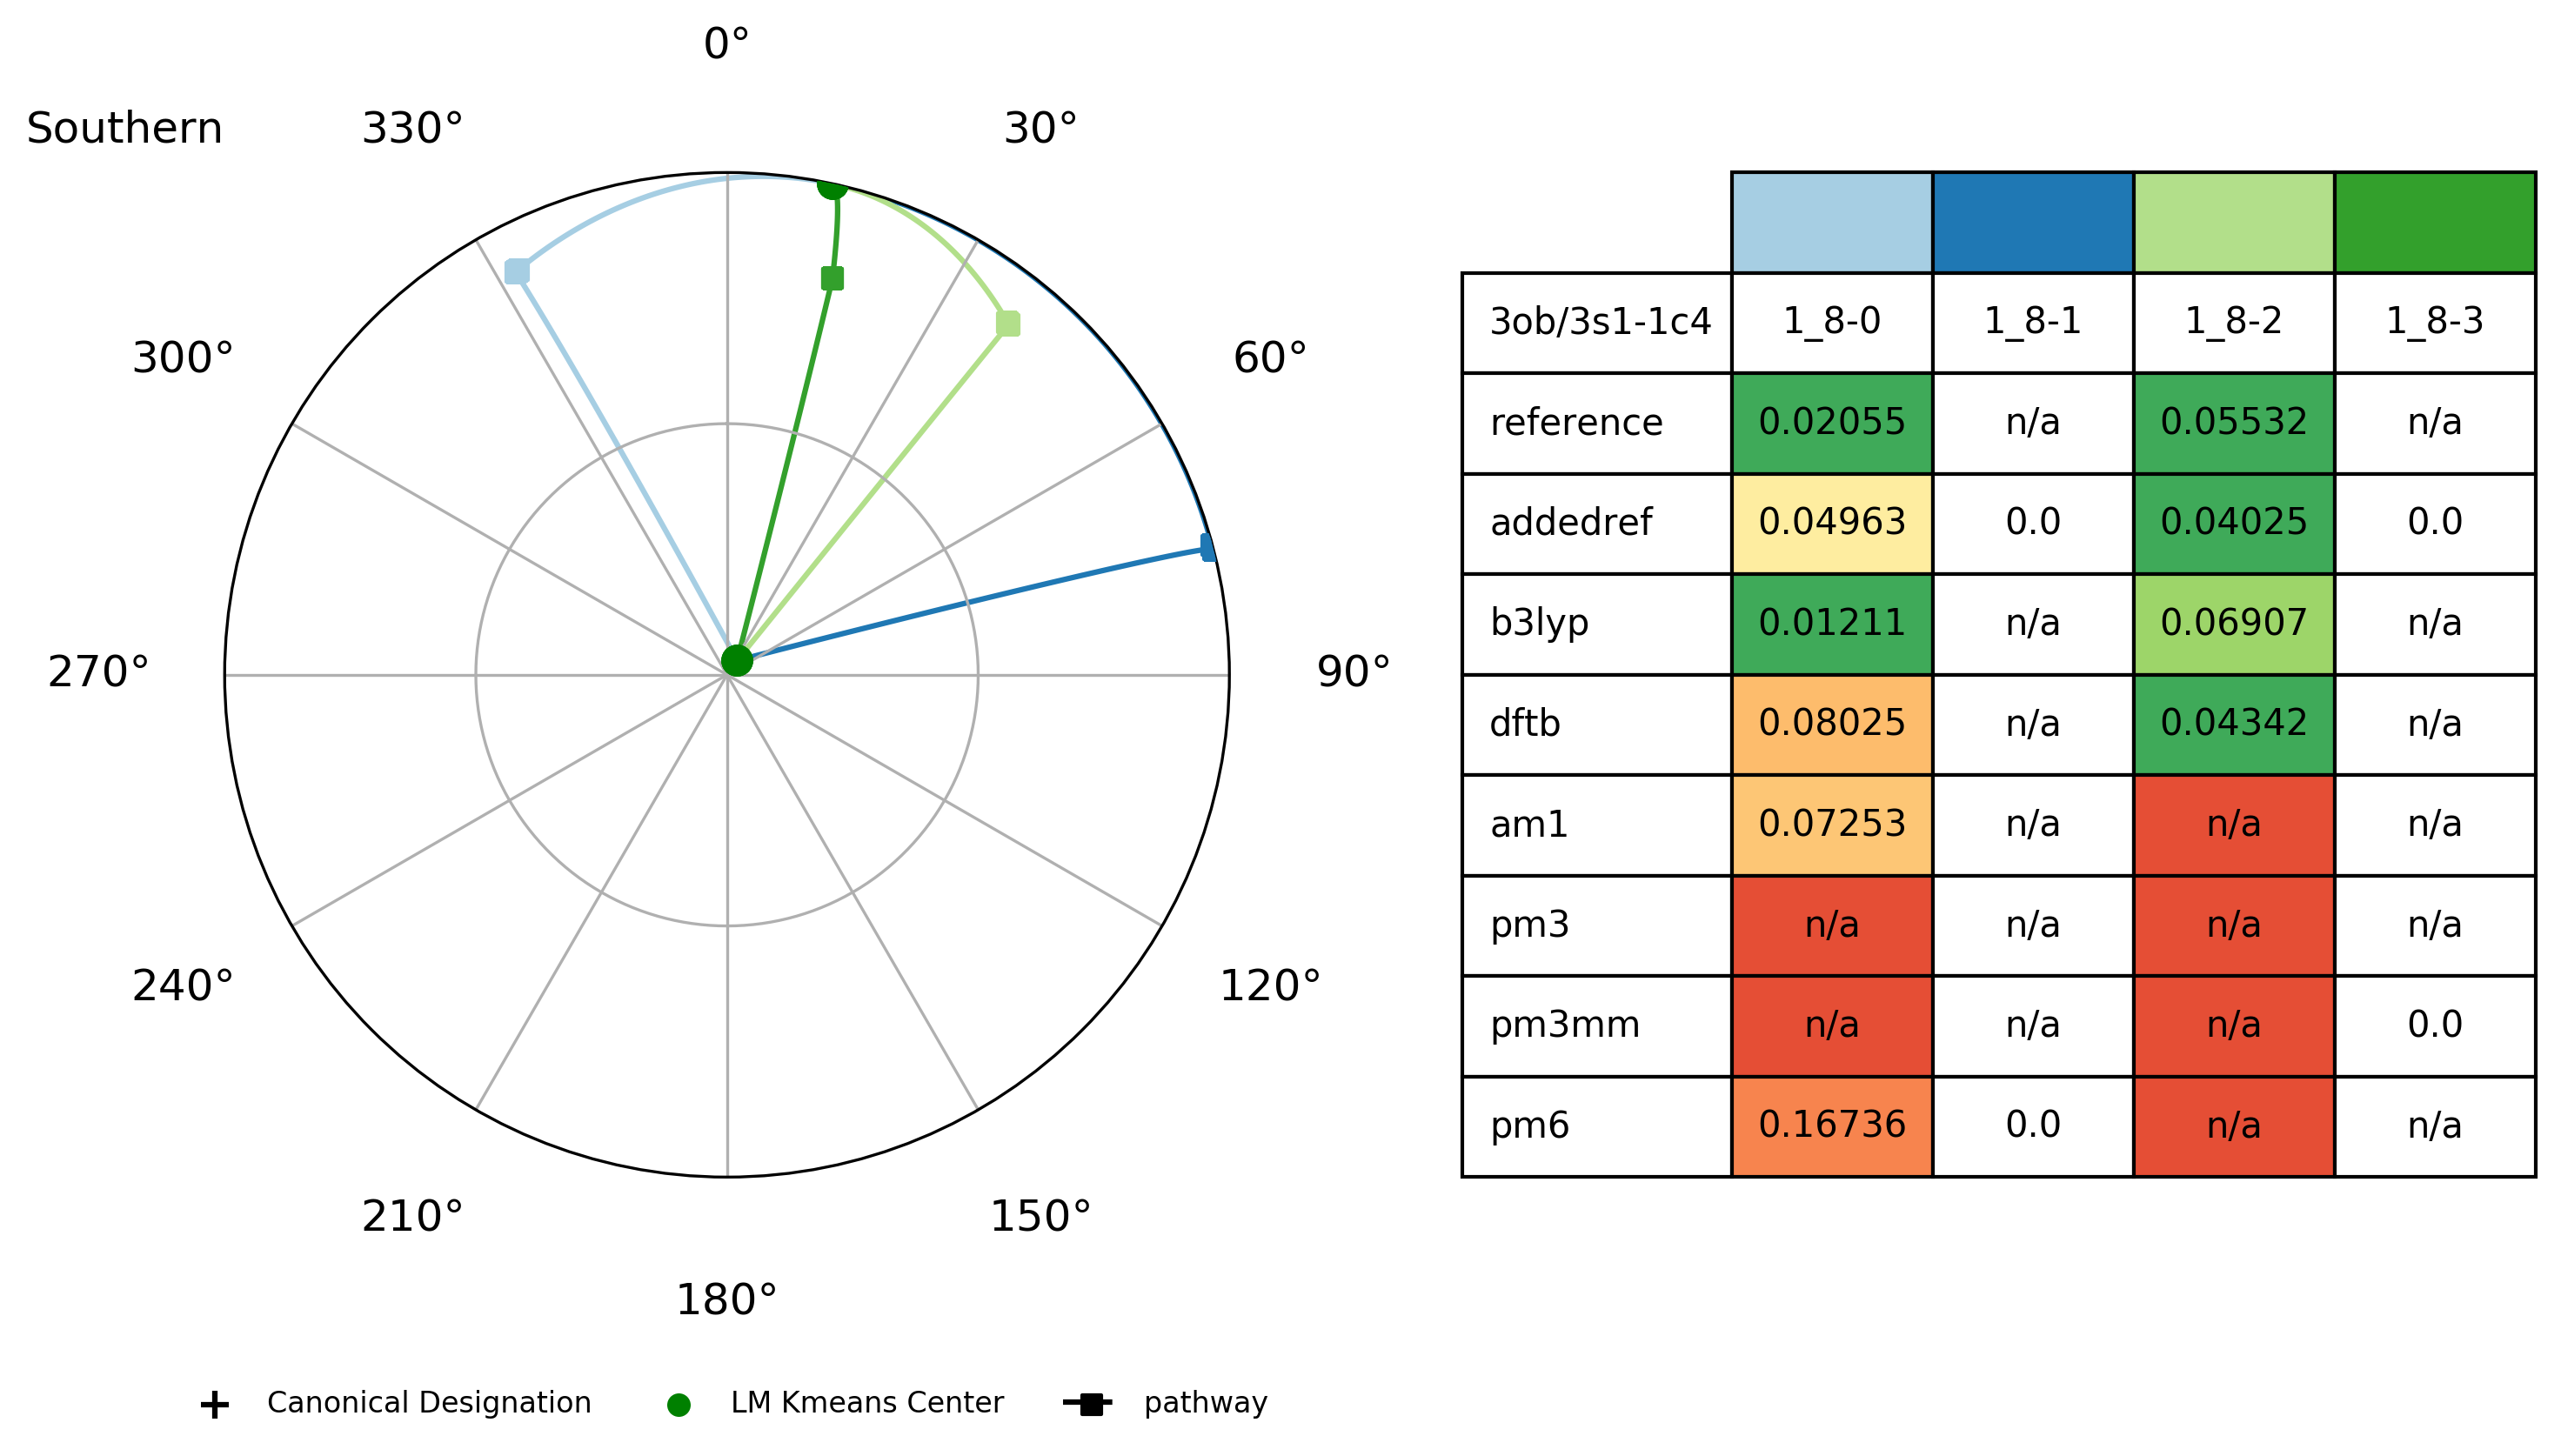 0°
Southern
330°
30°
300°
60°
270°
90°
240°
120°
210°
150°
180°
3ob/3s1-1c4 1_8-0 1_8-1 1_8-2 1_8-3
reference 0.02055 n/a 0.05532 n/a
addedref 0.04963 0.0 0.04025 0.0
b3lyp 0.01211 n/a 0.06907 n/a
dftb 0.08025 n/a 0.04342 n/a
am1 0.07253 n/a n/a n/a
pm3 n/a n/a n/a n/a
pm3mm n/a n/a n/a 0.0
pm6 0.16736 0.0 n/a n/a
Canonical Designation LM Kmeans Center pathway